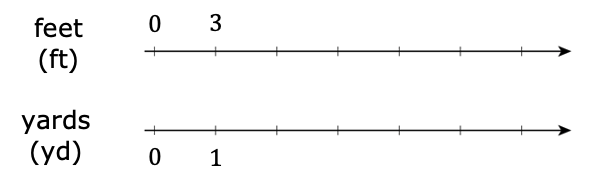 feet
(ft)
0 3
yards
(yd)
0 1